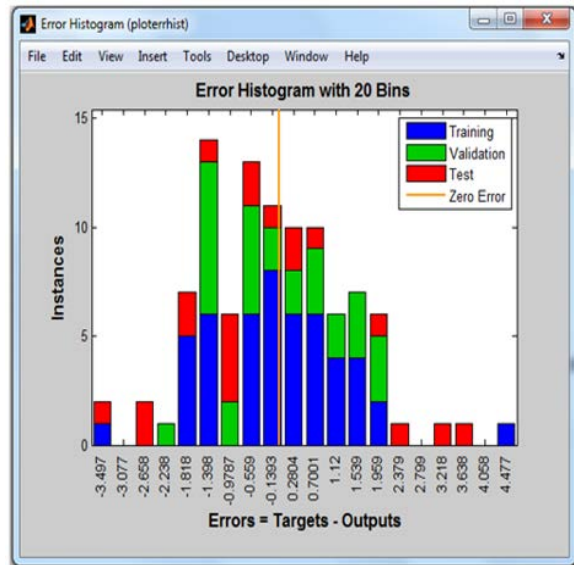 Error Histogram (ploterrhist)
File Edit View Insert Tools Desktop Window Help
Error Histogram with 20 Bins
Training
Validation
Test
Zero Error
15
10
5
0
Instances
-3.497 -3.077 -2.658 -2.238 -1.818 -1.398 -0.9787 -0.559 -0.1393 0.2804 0.7001 1.12 1.539 1.959 2.379 2.799 3.218 3.638 4.058 4.477
Errors = Targets - Outputs